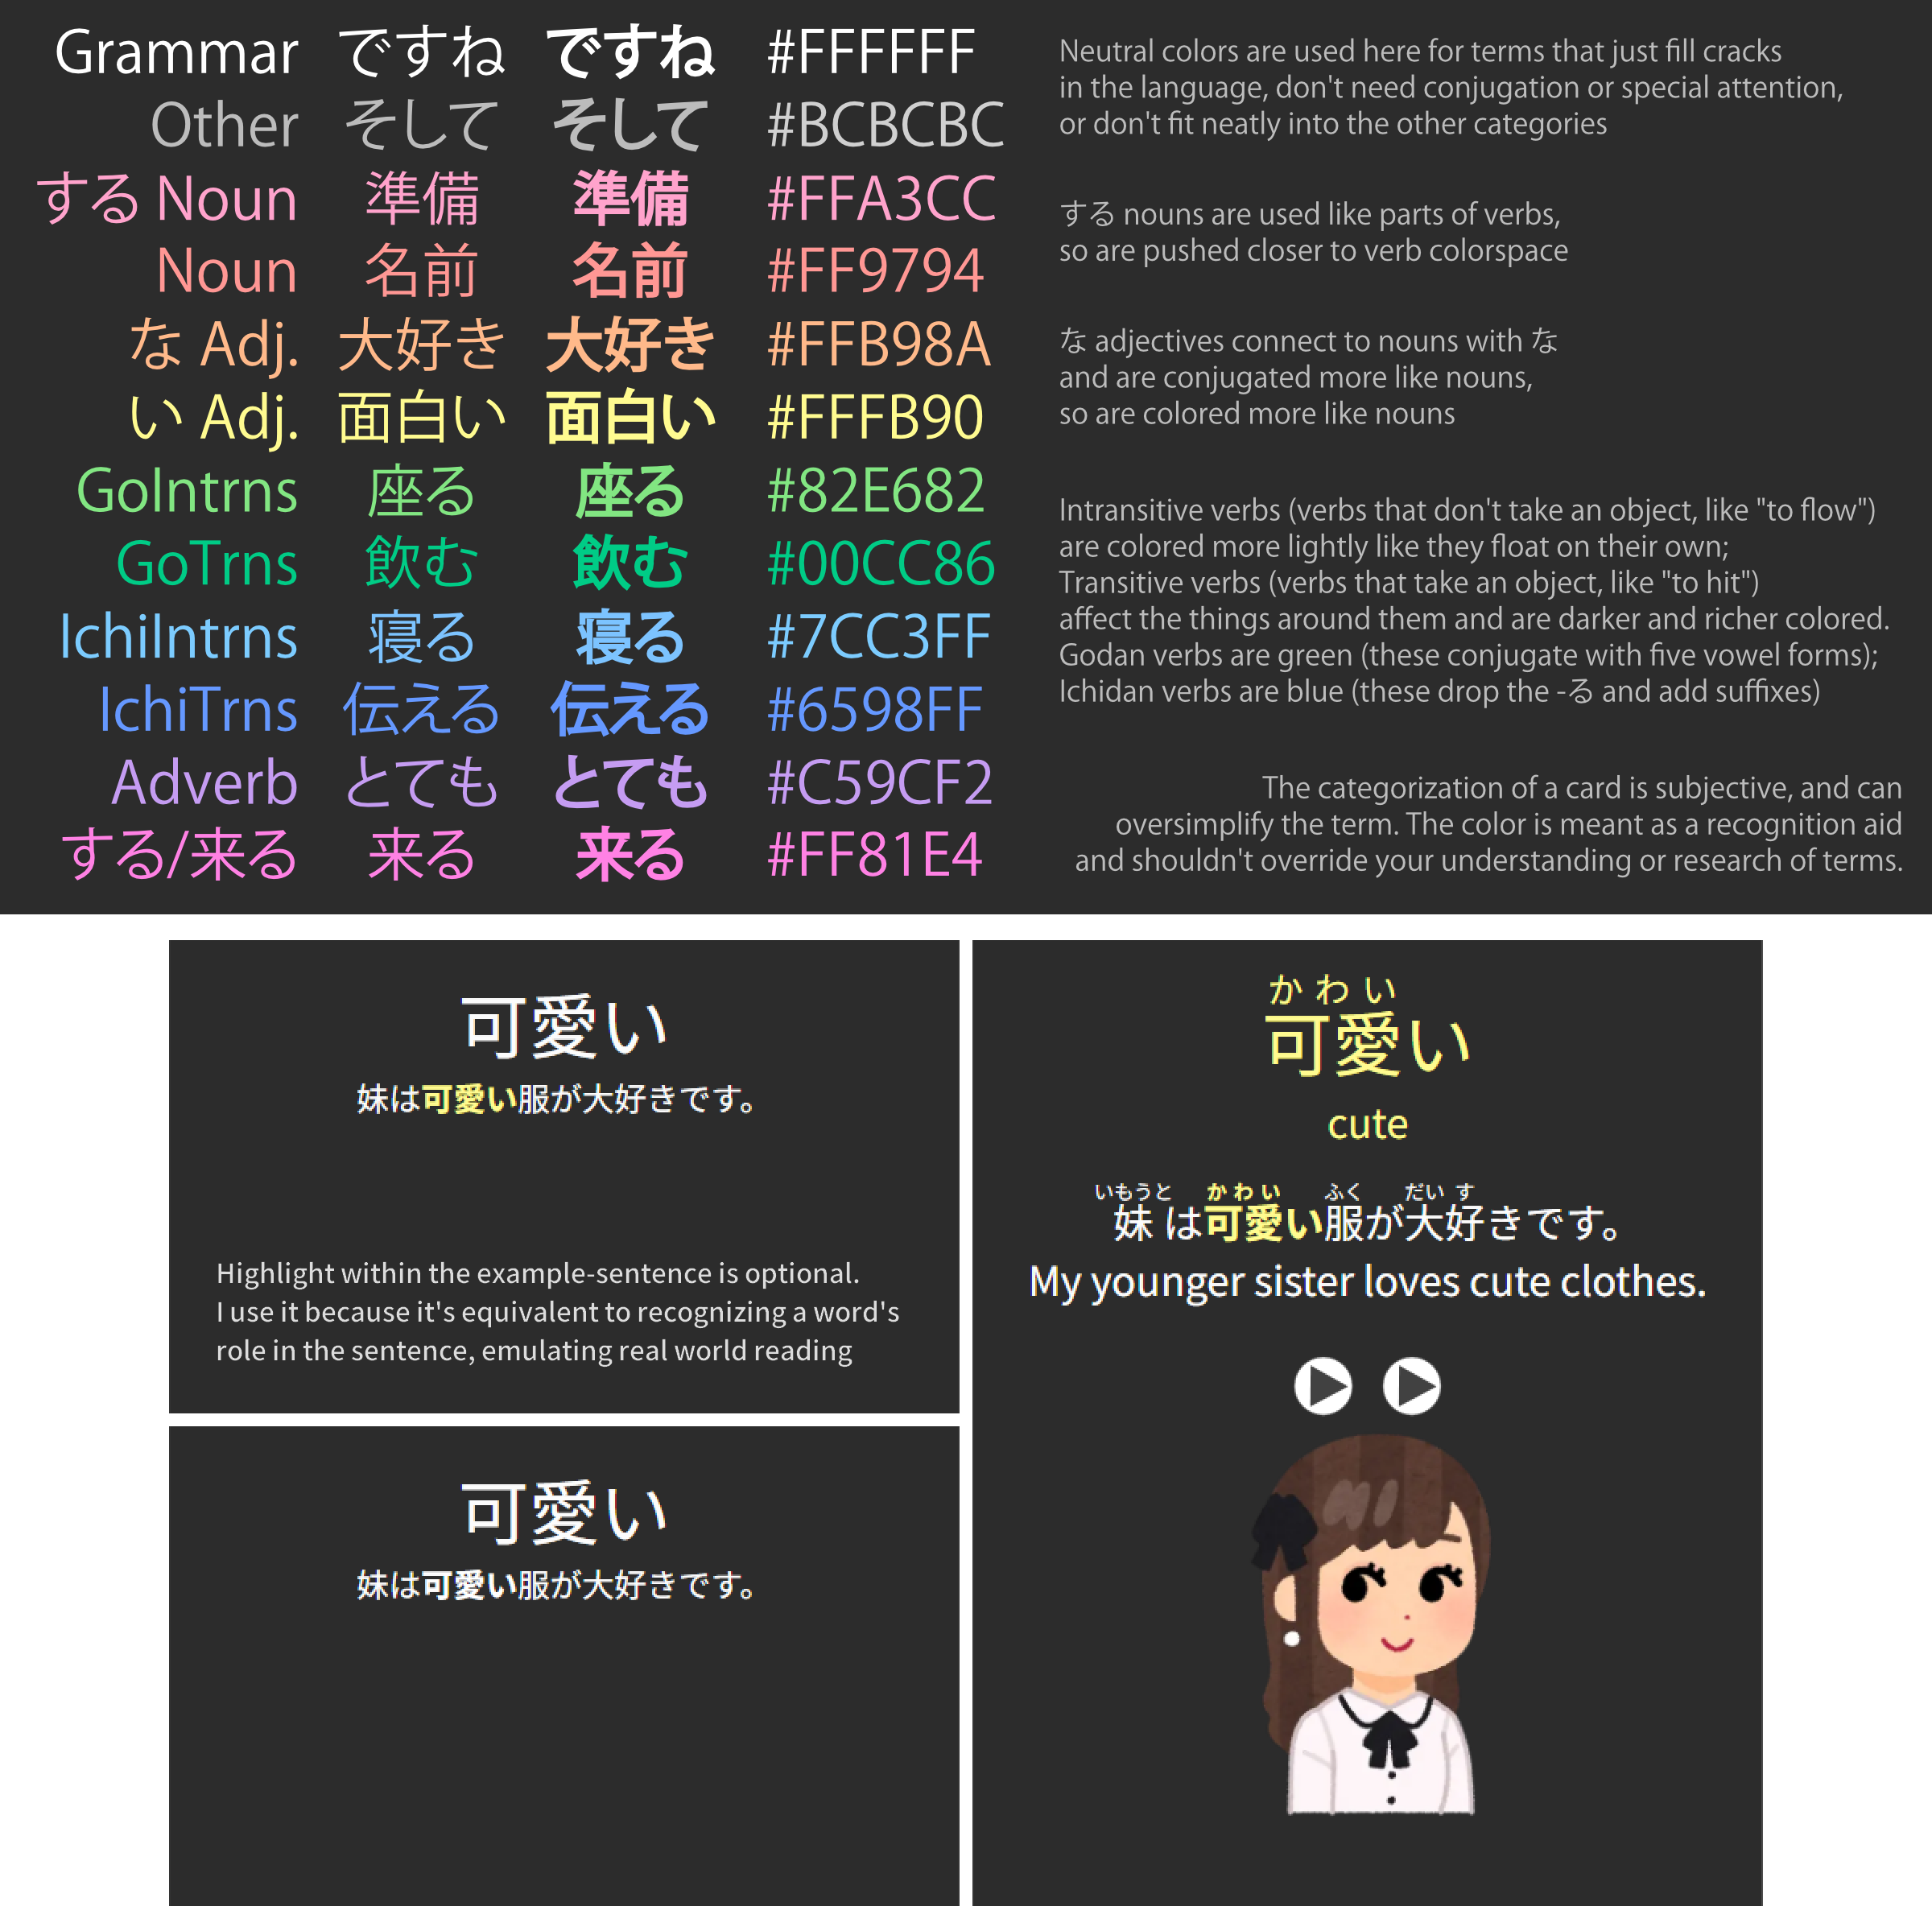 Grammar ですね ですね #FFFFFF
Other そして そして #BCBCBC
する Noun 準備 準備 #FFA3CC
Noun 名前 名前 #FF9794
な Adj. 大好き 大好き #FFB98A
い Adj. 面白い 面白い #FFFB90
GoIntrns 座る 座る #82E682
GoTrns 飲む 飲む #00CC86
IchiIntrns 寝る 寝る #7CC3FF
IchiTrns 伝える 伝える #6598FF
Adverb とても とても #C59CF2
する/来る 来る 来る #FF81E4
Neutral colors are used here for terms that just fill cracks
in the language, don't need conjugation or special attention,
or don't fit neatly into the other categories
する nouns are used like parts of verbs,
so are pushed closer to verb colorspace
な adjectives connect to nouns with な
and are conjugated more like nouns,
so are colored more like nouns
Intransitive verbs (verbs that don't take an object, like "to flow")
are colored more lightly like they float on their own;
Transitive verbs (verbs that take an object, like "to hit")
affect the things around them and are darker and richer colored.
Godan verbs are green (these conjugate with five vowel forms);
Ichidan verbs are blue (these drop the -る and add suffixes)
The categorization of a card is subjective, and can
oversimplify the term. The color is meant as a recognition aid
and shouldn't override your understanding or research of terms.
可愛い
妹は可愛い服が大好きです。
Highlight within the example-sentence is optional.
I use it because it's equivalent to recognizing a word's
role in the sentence, emulating real world reading
可愛い
妹は可愛い服が大好きです。
かわい
可愛い
cute
いもうと かわい ふく だい す
妹は可愛い服が大好きです。
My younger sister loves cute clothes.